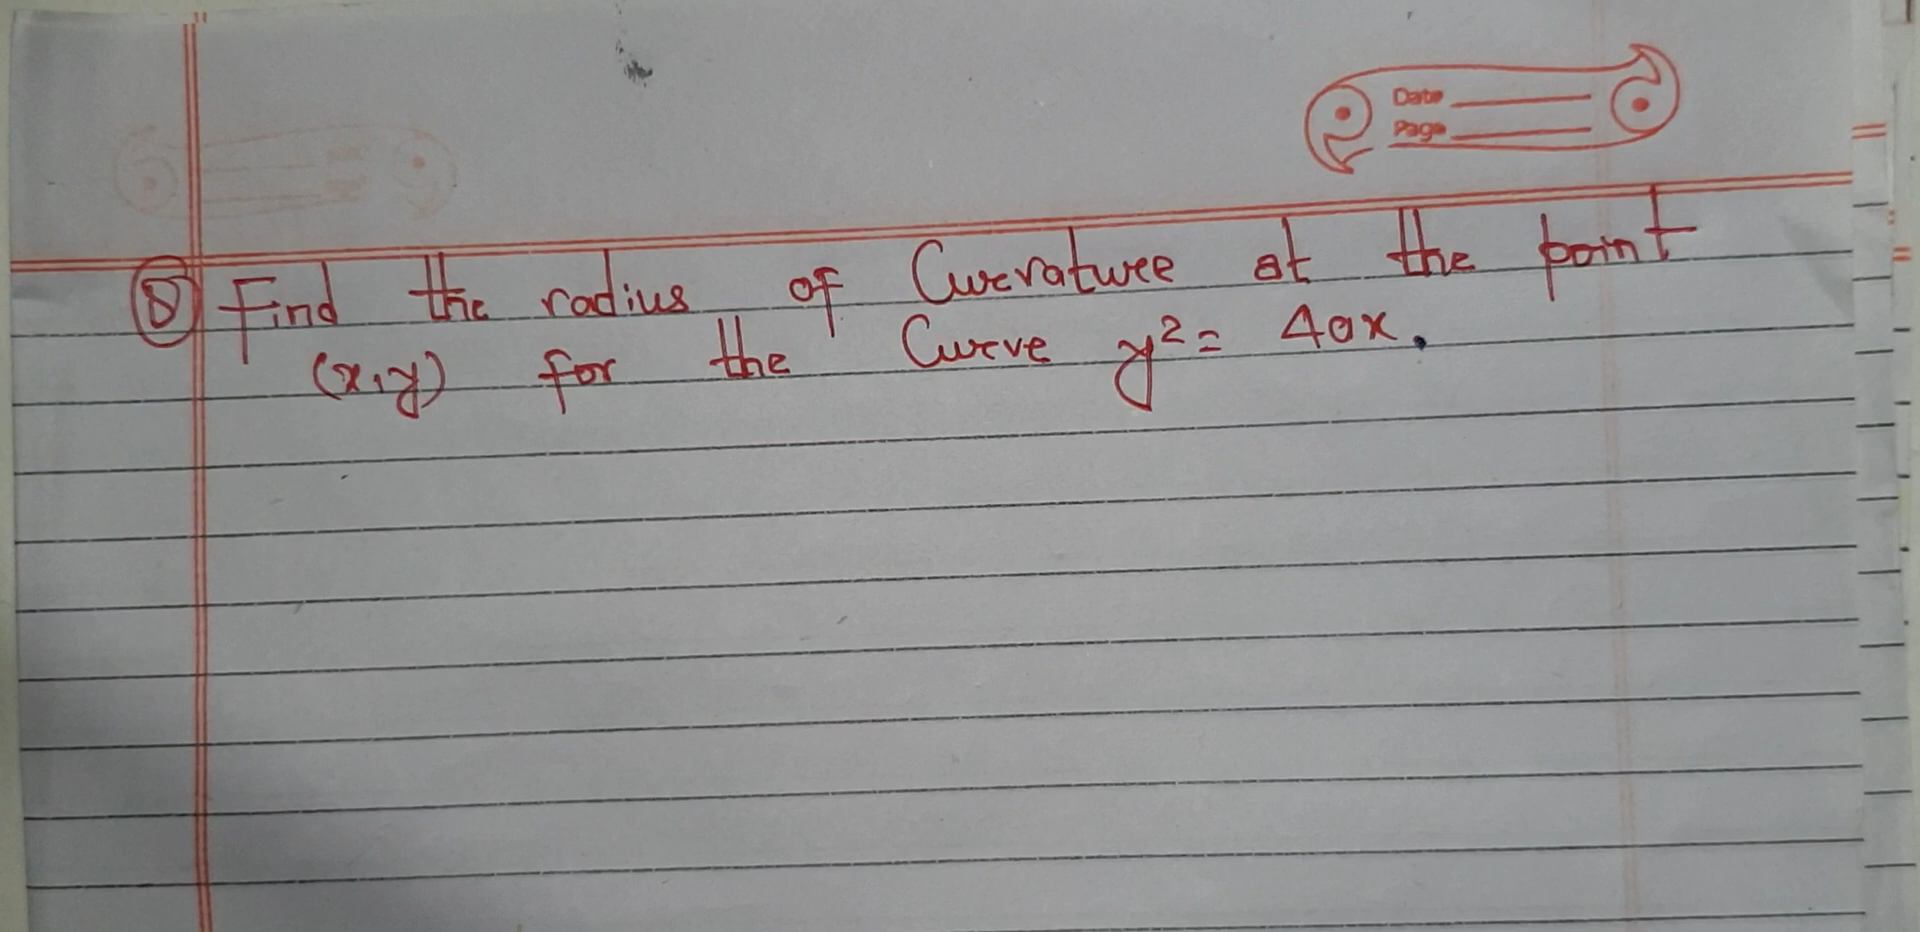 Date
Page
⑧ Find the radius of Curvature at the point
(x,y) for the Curve y² = 4ax.